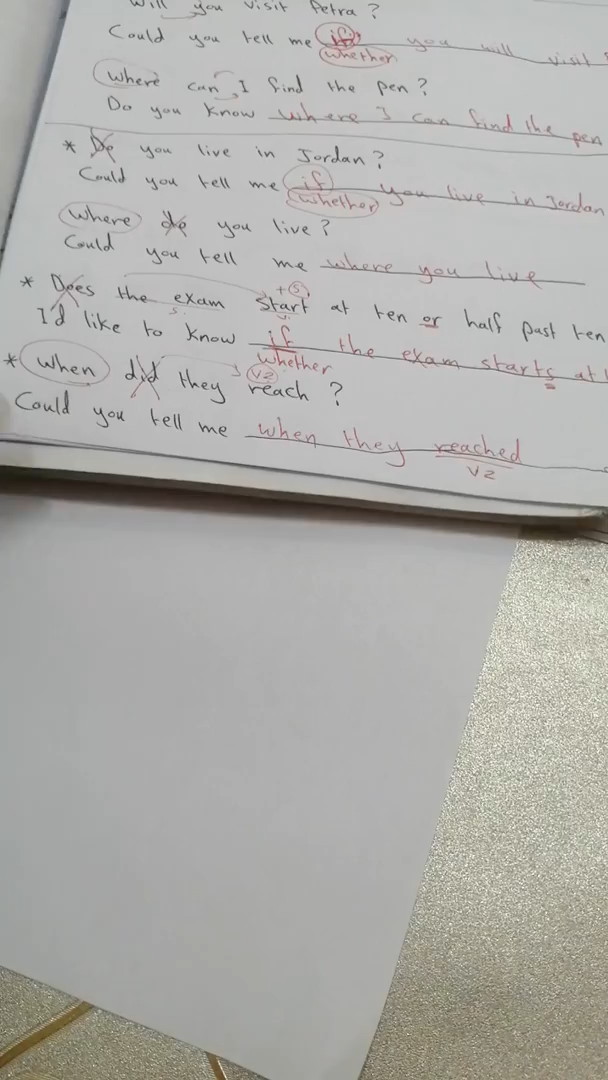 Will you visit Petra?
Could you tell me if you will visit
whether
Where can I find the pen?
Do you know where I can find the pen
* Do you live in Jordan?
Could you tell me if you live in Jordan
whether
Where do you live?
Could you tell me where you live
+ s
* Does the exam start at ten or half past ten
s. v.
I'd like to know if the exam starts at
whether
v2
* When did they reach?
Could you tell me when they reached
v2